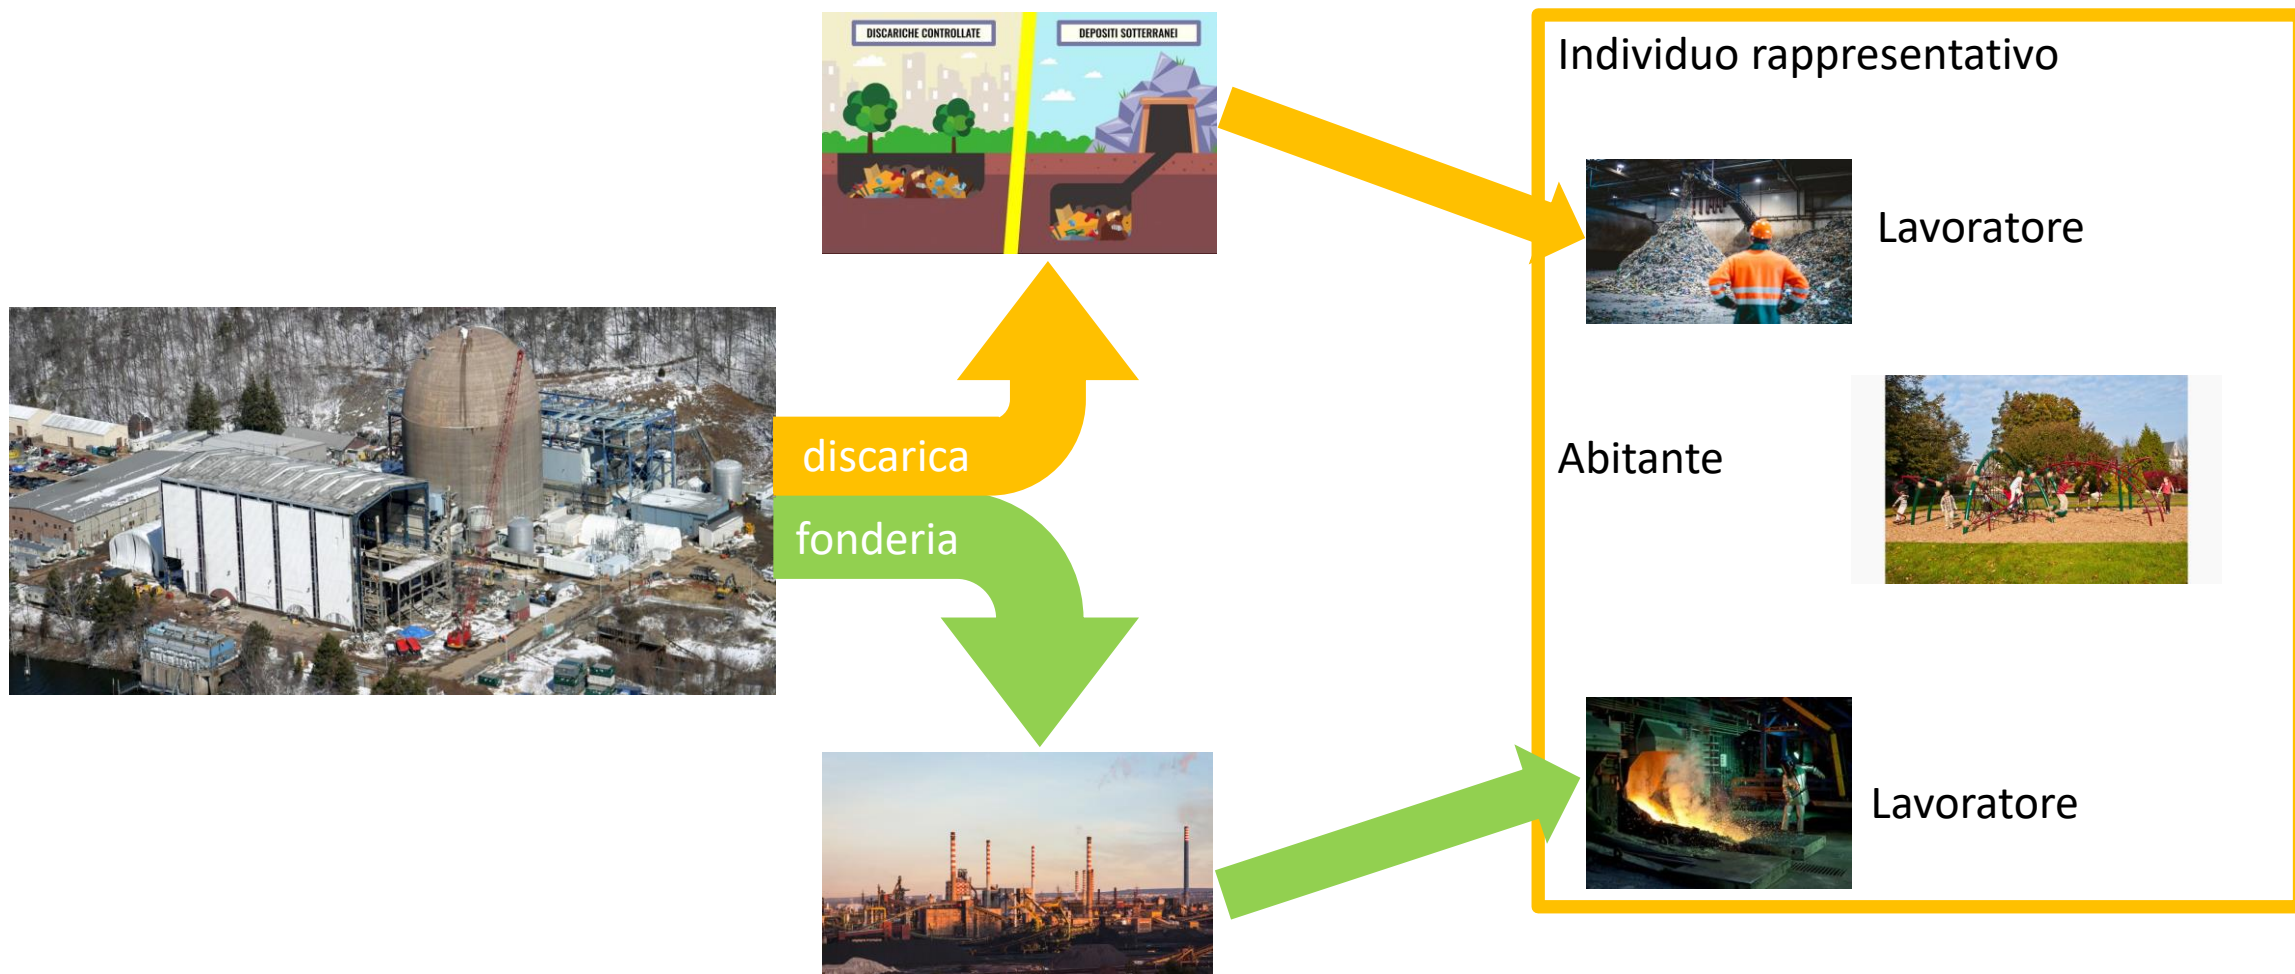 DISCARICHE CONTROLLATE
DEPOSITI SOTTERRANEI
Individuo rappresentativo
Lavoratore
discarica
Abitante
fonderia
Lavoratore